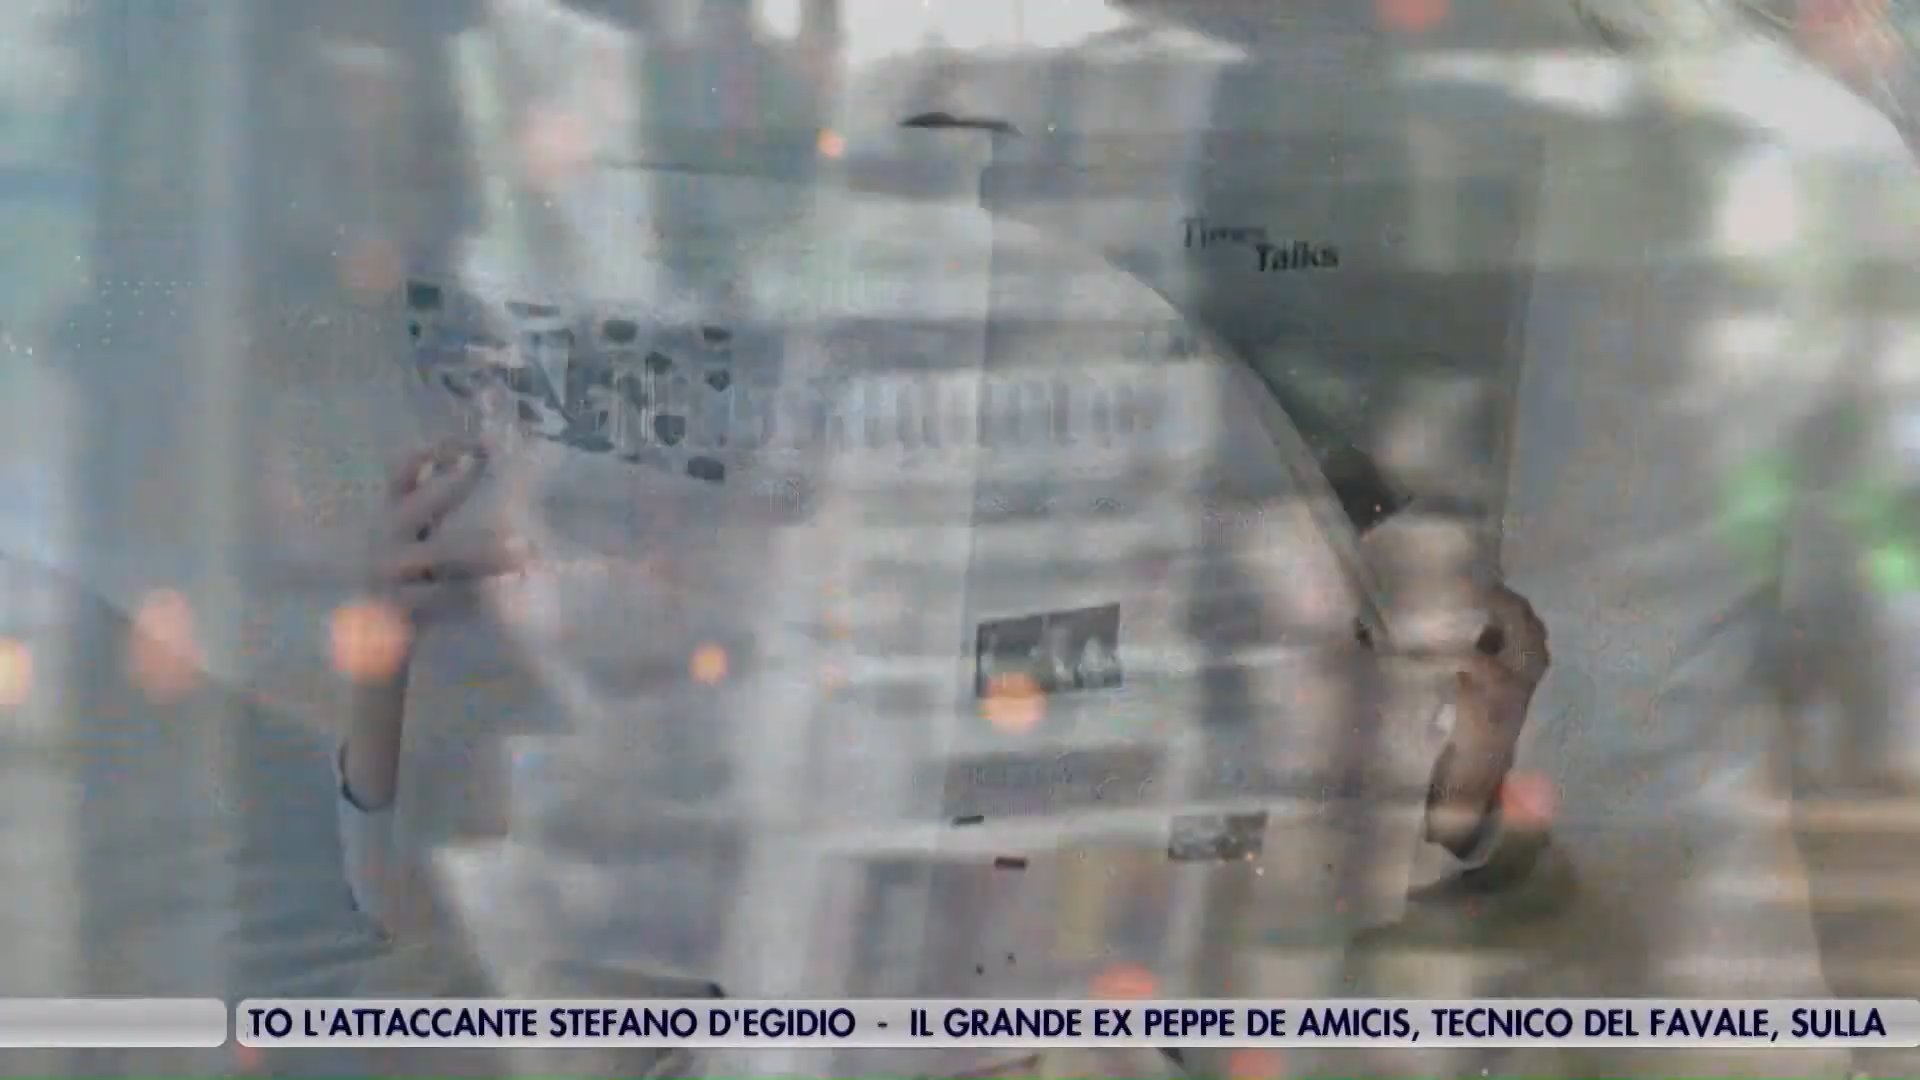 Times
Talks
TO L'ATTACCANTE STEFANO D'EGIDIO - IL GRANDE EX PEPPE DE AMICIS, TECNICO DEL FAVALE, SULLA